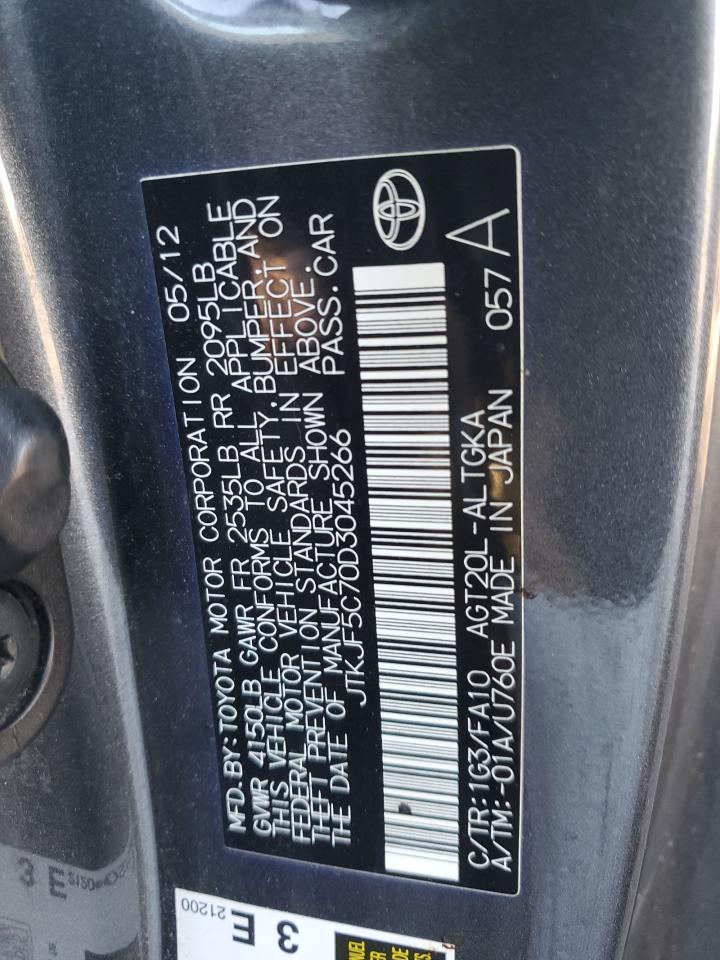 MFD.BY:TOYOTA MOTOR CORPORATION 05/12
GVWR 4150LB GAWR FR 2535LB RR 2095LB
THIS VEHICLE CONFORMS TO ALL APPLICABLE
FEDERAL MOTOR VEHICLE SAFETY,BUMPER,AND
THEFT PREVENTION STANDARDS IN EFFECT ON
THE DATE OF MANUFACTURE SHOWN ABOVE.
JTKJF5C70D3045266 PASS.CAR
C/TR:1G3/FA10 AGT20L-ALTGKA
A/TM:-01A/U760E MADE IN JAPAN 057 A
3 E
21200
3 E